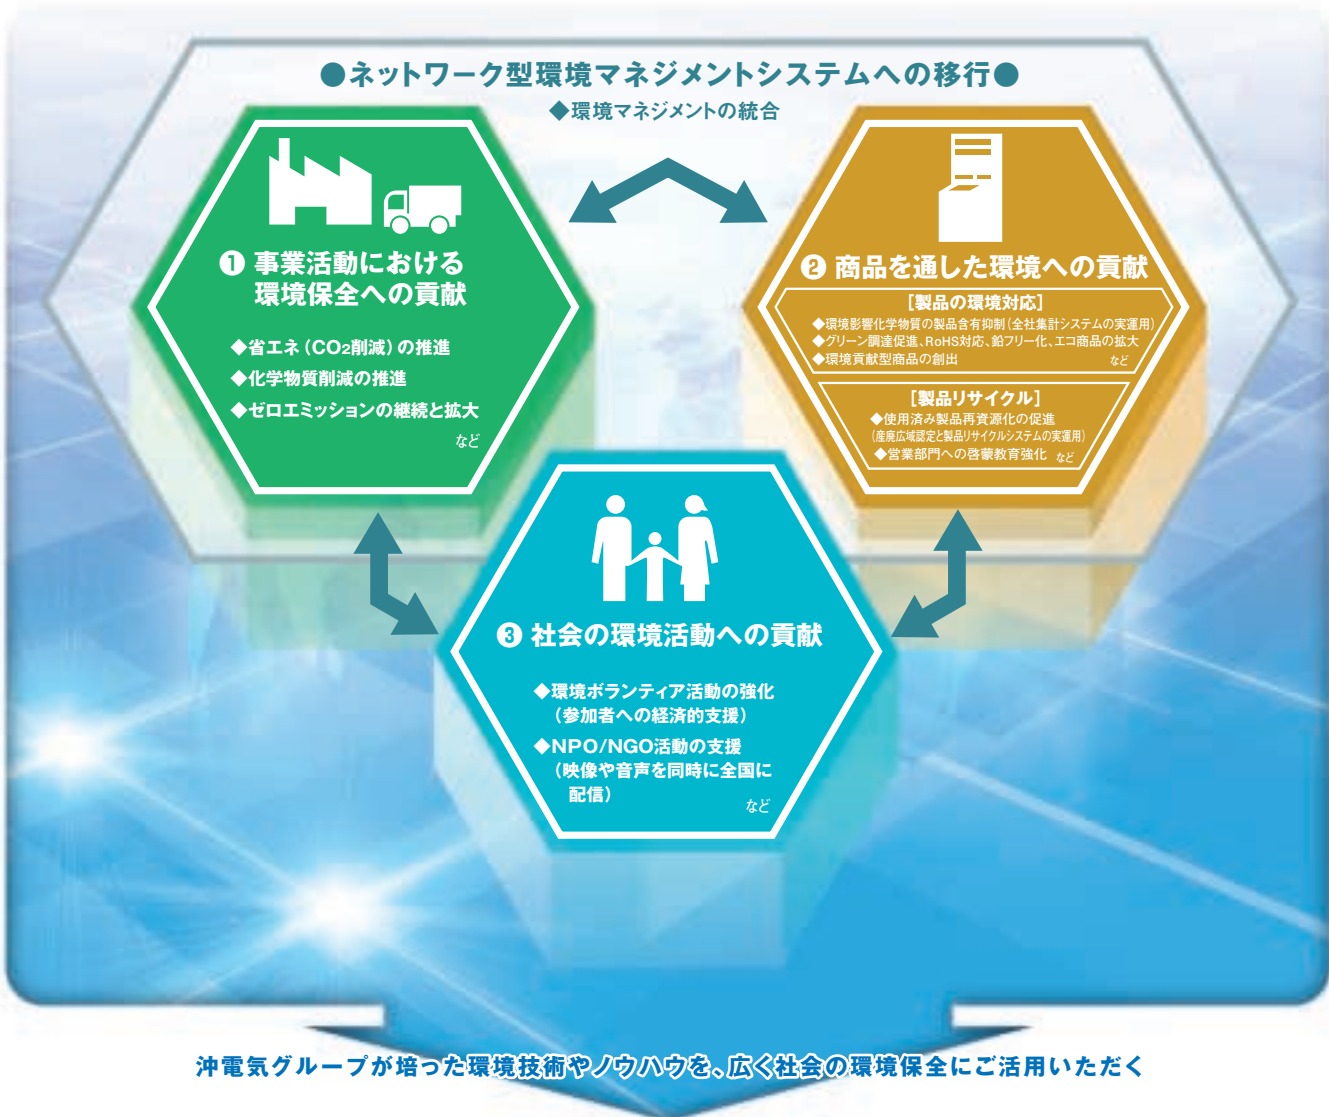 ●ネットワーク型環境マネジメントシステムへの移行●
◆環境マネジメントの統合
❶ 事業活動における
環境保全への貢献
◆省エネ（CO2削減）の推進
◆化学物質削減の推進
◆ゼロエミッションの継続と拡大
など
❷ 商品を通した環境への貢献
［製品の環境対応］
◆環境影響化学物質の製品含有抑制（全社集計システムの実運用）
◆グリーン調達促進、RoHS対応、鉛フリー化、エコ商品の拡大
◆環境貢献型商品の創出 など
［製品リサイクル］
◆使用済み製品再資源化の促進
（産廃広域認定と製品リサイクルシステムの実運用）
◆営業部門への啓蒙教育強化 など
❸ 社会の環境活動への貢献
◆環境ボランティア活動の強化
（参加者への経済的支援）
◆NPO/NGO活動の支援
（映像や音声を同時に全国に
配信）
など
沖電気グループが培った環境技術やノウハウを、広く社会の環境保全にご活用いただく